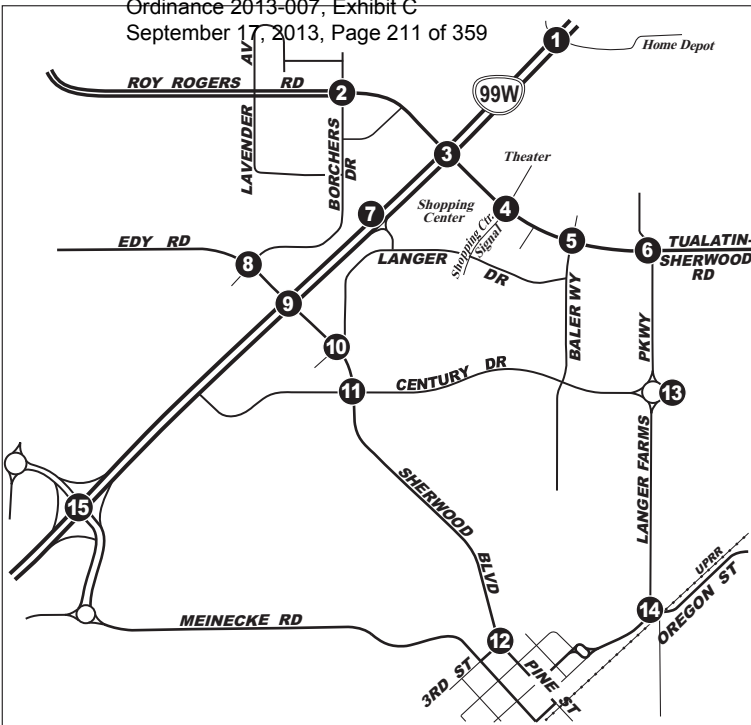 Ordinance 2013-007, Exhibit C
September 17, 2013, Page 211 of 359
1
Home Depot
ROY ROGERS RD
LAVENDER AV
BORCHERS DR
2
99W
3
Theater
Shopping
Center
4
Shopping Ctr.
Signal
5
6
TUALATIN-
SHERWOOD
RD
7
EDY RD
8
LANGER DR
BALER WY
9
10
PKWY
LANGER FARMS
11
CENTURY DR
13
SHERWOOD BLVD
15
UPRR
OREGON ST
14
MEINECKE RD
12
3RD ST
PINE ST